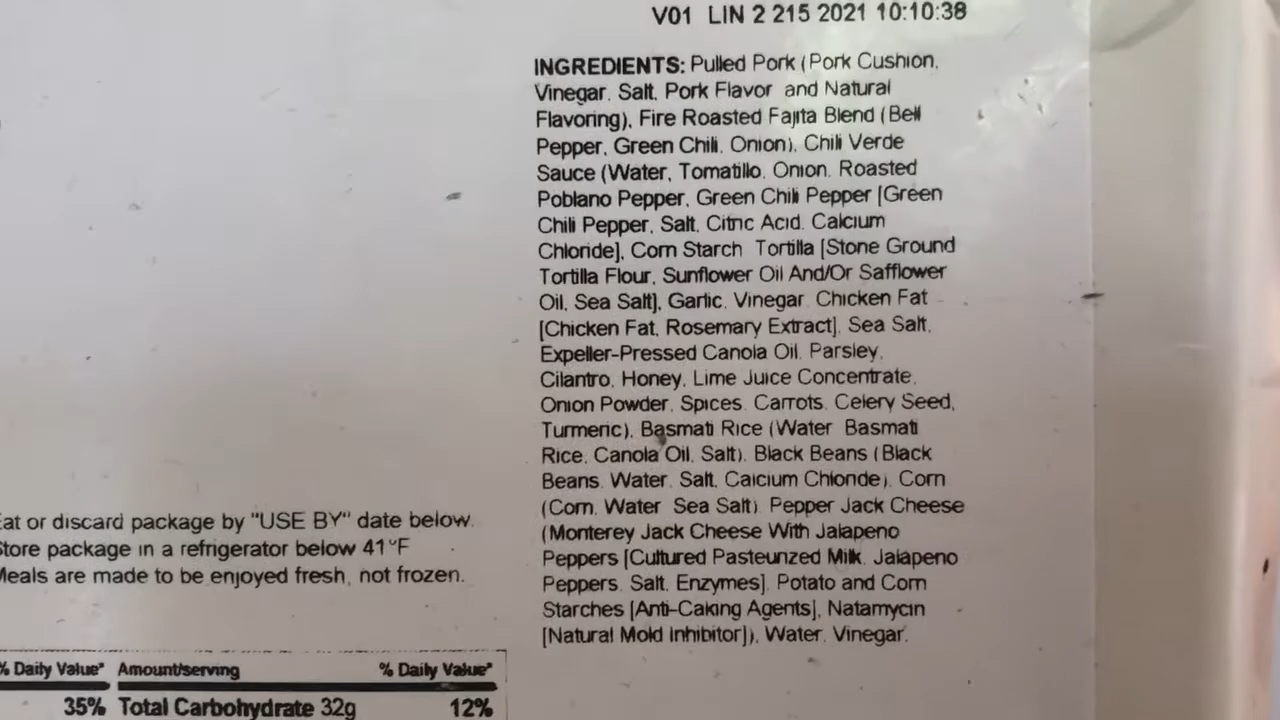 V01 LIN 2 215 2021 10:10:38
INGREDIENTS: Pulled Pork (Pork Cushion,
Vinegar, Salt, Pork Flavor and Natural
Flavoring), Fire Roasted Fajita Blend (Bell
Pepper, Green Chili, Onion), Chili Verde
Sauce (Water, Tomatillo, Onion, Roasted
Poblano Pepper, Green Chili Pepper [Green
Chili Pepper, Salt, Citric Acid, Calcium
Chloride], Corn Starch Tortilla [Stone Ground
Tortilla Flour, Sunflower Oil And/Or Safflower
Oil, Sea Salt], Garlic, Vinegar, Chicken Fat
[Chicken Fat, Rosemary Extract], Sea Salt,
Expeller-Pressed Canola Oil, Parsley,
Cilantro, Honey, Lime Juice Concentrate,
Onion Powder, Spices, Carrots, Celery Seed,
Turmeric), Basmati Rice (Water Basmati
Rice, Canola Oil, Salt), Black Beans (Black
Beans, Water, Salt, Calcium Chloride), Corn
(Corn, Water Sea Salt) Pepper Jack Cheese
(Monterey Jack Cheese With Jalapeno
Peppers [Cultured Pasteurized Milk, Jalapeno
Peppers, Salt, Enzymes], Potato and Corn
Starches [Anti-Caking Agents], Natamycin
[Natural Mold Inhibitor]), Water, Vinegar.
Eat or discard package by "USE BY" date below.
Store package in a refrigerator below 41°F
Meals are made to be enjoyed fresh, not frozen.
% Daily Value* Amount/serving % Daily Value*
35% Total Carbohydrate 32g 12%